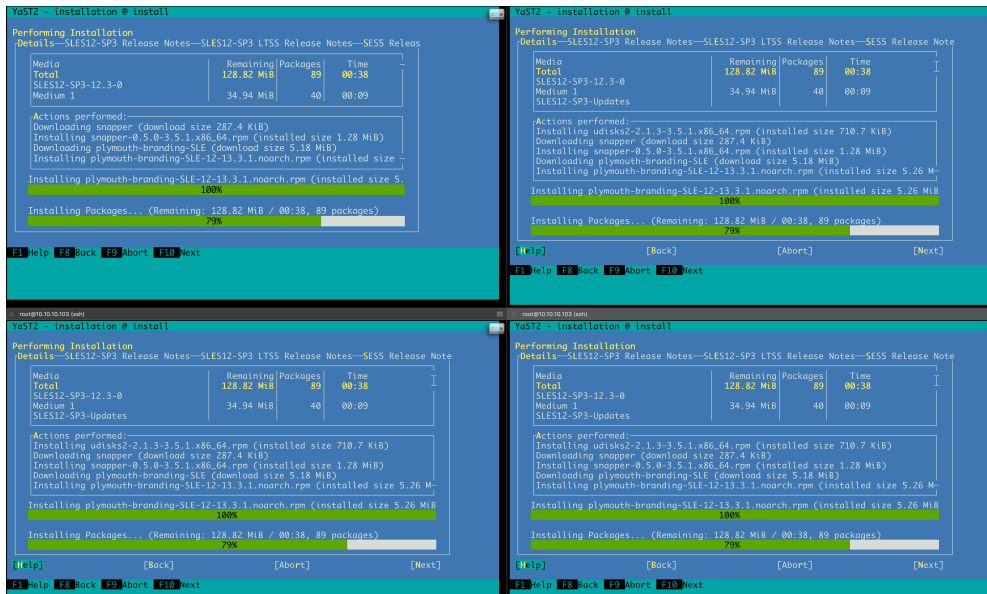 YaST2 - installation @ install
Performing Installation
Details—SLES12-SP3 Release Notes—SLES12-SP3 LTSS Release Notes—SES5 Releas
Media Remaining Packages Time
Total 128.82 MiB 89 00:38
SLES12-SP3-12.3-0
Medium 1 34.94 MiB 40 00:09
Actions performed:
Downloading snapper (download size 287.4 KiB)
Installing snapper-0.5.0-3.5.1.x86_64.rpm (installed size 1.28 MiB)
Downloading plymouth-branding-SLE (download size 5.18 MiB)
Installing plymouth-branding-SLE-12-13.3.1.noarch.rpm (installed size
Installing plymouth-branding-SLE-12-13.3.1.noarch.rpm (installed size 5.
100%
Installing Packages... (Remaining: 128.82 MiB / 00:38, 89 packages)
79%
F1 Help F8 Back F9 Abort F10 Next
YaST2 - installation @ install
Performing Installation
Details—SLES12-SP3 Release Notes—SLES12-SP3 LTSS Release Notes—SES5 Release Note
Media Remaining Packages Time
Total 128.82 MiB 89 00:38
SLES12-SP3-12.3-0
Medium 1 34.94 MiB 40 00:09
SLES12-SP3-Updates
Actions performed:
Installing udisks2-2.1.3-3.5.1.x86_64.rpm (installed size 710.7 KiB)
Downloading snapper (download size 287.4 KiB)
Installing snapper-0.5.0-3.5.1.x86_64.rpm (installed size 1.28 MiB)
Downloading plymouth-branding-SLE (download size 5.18 MiB)
Installing plymouth-branding-SLE-12-13.3.1.noarch.rpm (installed size 5.26 M
Installing plymouth-branding-SLE-12-13.3.1.noarch.rpm (installed size 5.26 MiB
100%
Installing Packages... (Remaining: 128.82 MiB / 00:38, 89 packages)
79%
[Help] [Back] [Abort] [Next]
F1 Help F8 Back F9 Abort F10 Next
root@10.10.10.103 (ssh)
YaST2 - installation @ install
Performing Installation
Details—SLES12-SP3 Release Notes—SLES12-SP3 LTSS Release Notes—SES5 Release Note
Media Remaining Packages Time
Total 128.82 MiB 89 00:38
SLES12-SP3-12.3-0
Medium 1 34.94 MiB 40 00:09
SLES12-SP3-Updates
Actions performed:
Installing udisks2-2.1.3-3.5.1.x86_64.rpm (installed size 710.7 KiB)
Downloading snapper (download size 287.4 KiB)
Installing snapper-0.5.0-3.5.1.x86_64.rpm (installed size 1.28 MiB)
Downloading plymouth-branding-SLE (download size 5.18 MiB)
Installing plymouth-branding-SLE-12-13.3.1.noarch.rpm (installed size 5.26 M
Installing plymouth-branding-SLE-12-13.3.1.noarch.rpm (installed size 5.26 MiB
100%
Installing Packages... (Remaining: 128.82 MiB / 00:38, 89 packages)
79%
[Help] [Back] [Abort] [Next]
F1 Help F8 Back F9 Abort F10 Next
root@10.10.10.103 (ssh)
YaST2 - installation @ install
Performing Installation
Details—SLES12-SP3 Release Notes—SLES12-SP3 LTSS Release Notes—SES5 Release Note
Media Remaining Packages Time
Total 128.82 MiB 89 00:38
SLES12-SP3-12.3-0
Medium 1 34.94 MiB 40 00:09
SLES12-SP3-Updates
Actions performed:
Installing udisks2-2.1.3-3.5.1.x86_64.rpm (installed size 710.7 KiB)
Downloading snapper (download size 287.4 KiB)
Installing snapper-0.5.0-3.5.1.x86_64.rpm (installed size 1.28 MiB)
Downloading plymouth-branding-SLE (download size 5.18 MiB)
Installing plymouth-branding-SLE-12-13.3.1.noarch.rpm (installed size 5.26 M
Installing plymouth-branding-SLE-12-13.3.1.noarch.rpm (installed size 5.26 MiB
100%
Installing Packages... (Remaining: 128.82 MiB / 00:38, 89 packages)
79%
[Help] [Back] [Abort] [Next]
F1 Help F8 Back F9 Abort F10 Next